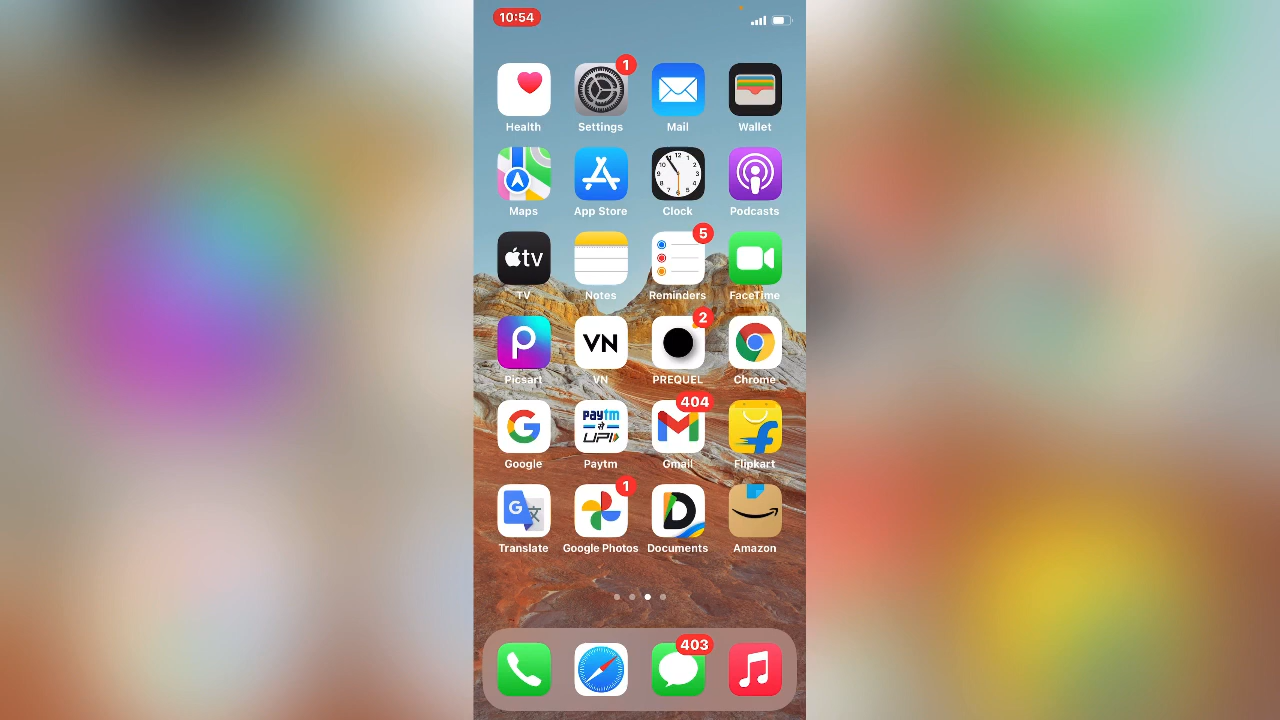 10:54
1
Health Settings Mail Wallet
12
Maps App Store Clock Podcasts
tv
5
TV Notes Reminders FaceTime
P VN 2
Picsart VN PREQUEL Chrome
G Paytm से UPI 404
Google Paytm Gmail Flipkart
G 文 1 D
Translate Google Photos Documents Amazon
403